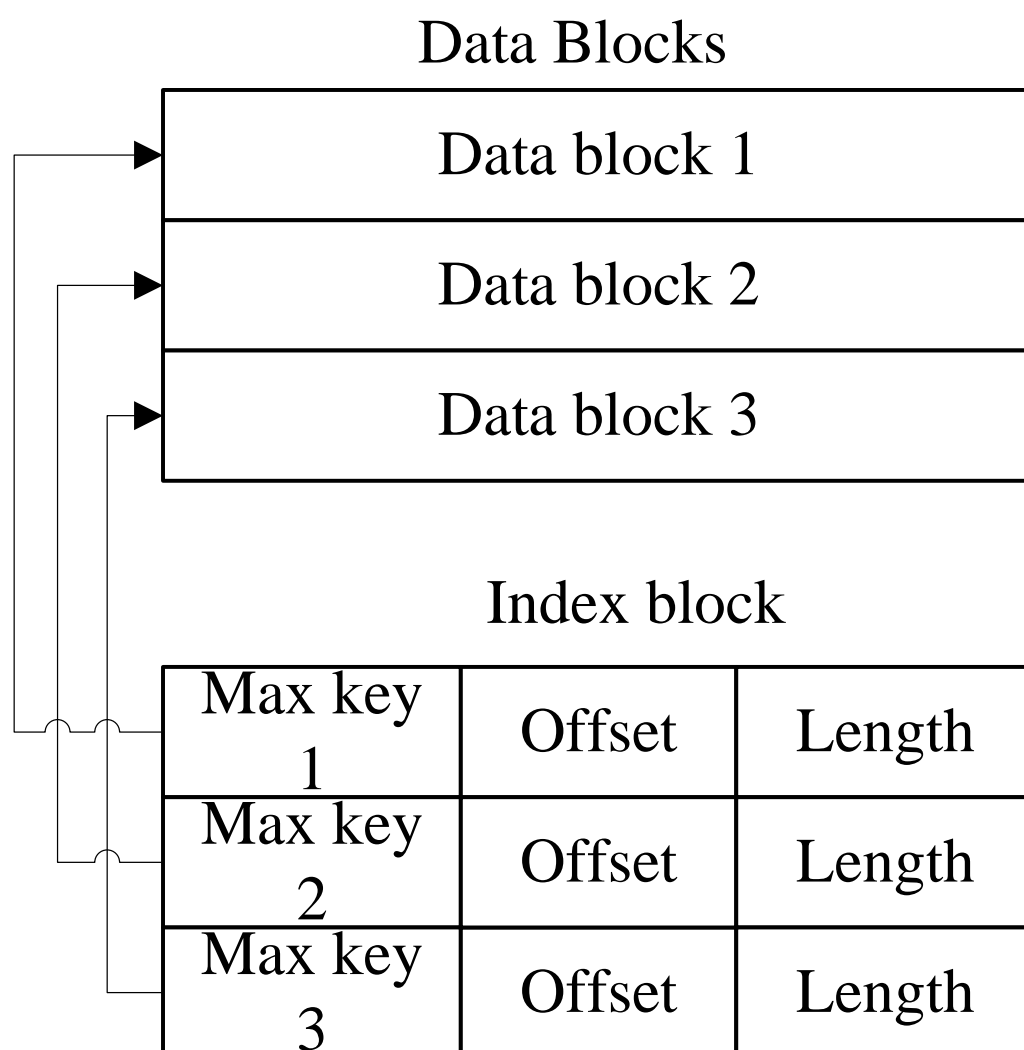 Data Blocks
Data block 1
Data block 2
Data block 3
Index block
Max key
1
Offset
Length
Max key
2
Offset
Length
Max key
3
Offset
Length